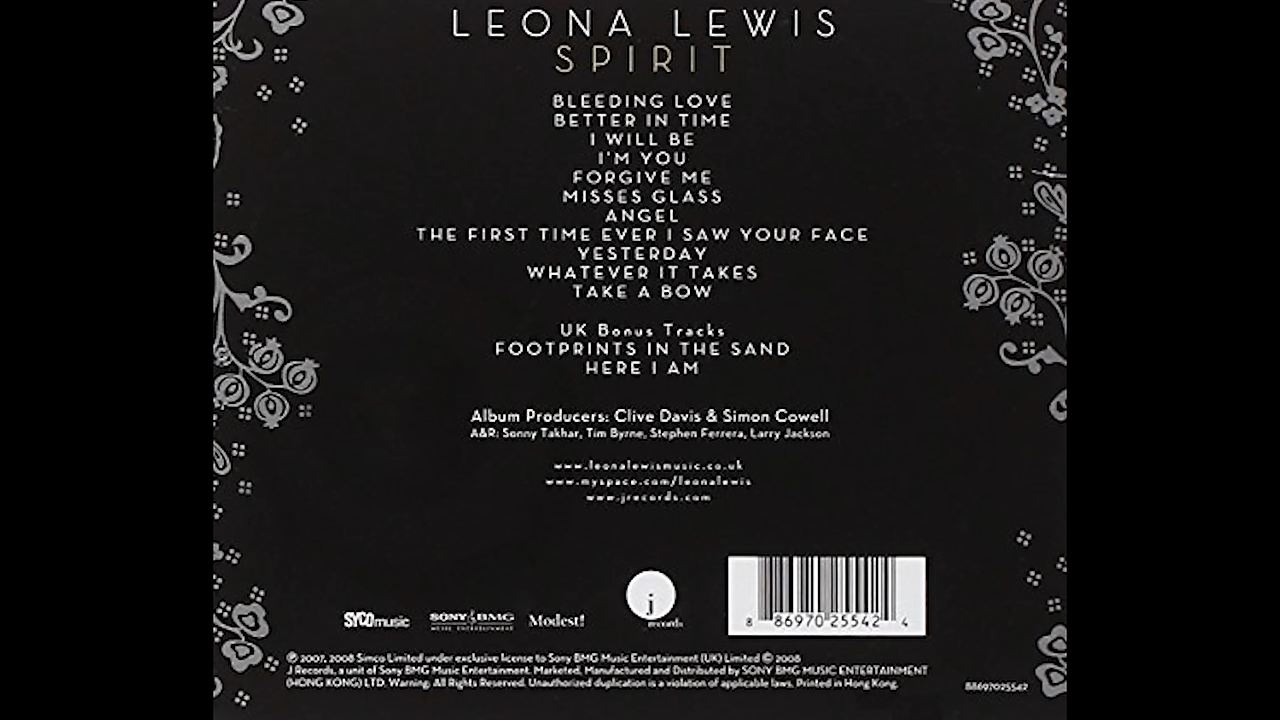 LEONA LEWIS
SPIRIT
BLEEDING LOVE
BETTER IN TIME
I WILL BE
I'M YOU
FORGIVE ME
MISSES GLASS
ANGEL
THE FIRST TIME EVER I SAW YOUR FACE
YESTERDAY
WHATEVER IT TAKES
TAKE A BOW
UK Bonus Tracks
FOOTPRINTS IN THE SAND
HERE I AM
Album Producers: Clive Davis & Simon Cowell
A&R: Sonny Takhar, Tim Byrne, Stephen Ferrera, Larry Jackson
www.leonalewismusic.co.uk
www.myspace.com/leonalewis
www.jrecords.com
j
records
SYCOmusic
SONY BMG
MUSIC ENTERTAINMENT
Modest!
8 86970 25542 4
℗ 2007, 2008 Simco Limited under exclusive license to Sony BMG Music Entertainment (UK) Limited © 2008
J Records, a unit of Sony BMG Music Entertainment. Marketed, Manufactured and Distributed by SONY BMG MUSIC ENTERTAINMENT
(HONG KONG) LTD. Warning: All Rights Reserved. Unauthorized duplication is a violation of applicable laws. Printed in Hong Kong.
88697025542